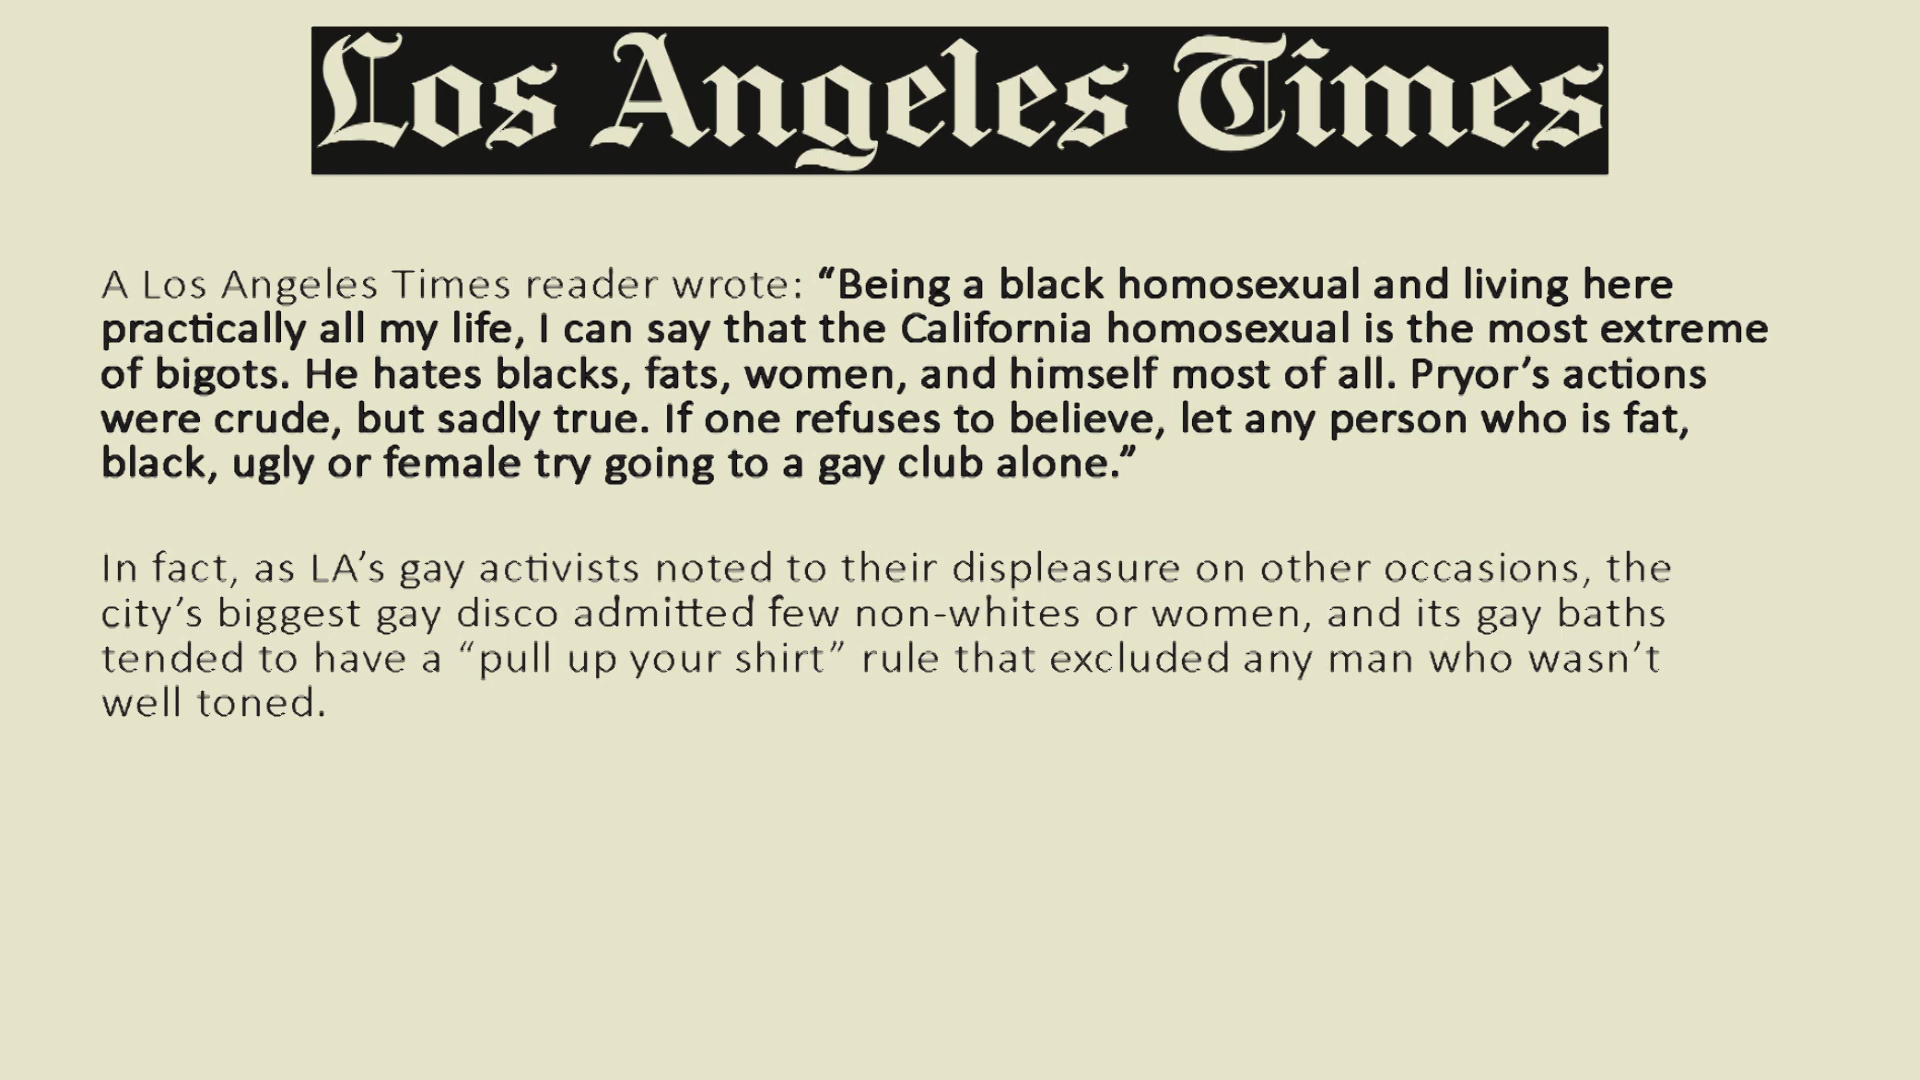 Los Angeles Times
A Los Angeles Times reader wrote: “Being a black homosexual and living here
practically all my life, I can say that the California homosexual is the most extreme
of bigots. He hates blacks, fats, women, and himself most of all. Pryor’s actions
were crude, but sadly true. If one refuses to believe, let any person who is fat,
black, ugly or female try going to a gay club alone.”
In fact, as LA’s gay activists noted to their displeasure on other occasions, the
city’s biggest gay disco admitted few non-whites or women, and its gay baths
tended to have a “pull up your shirt” rule that excluded any man who wasn’t
well toned.